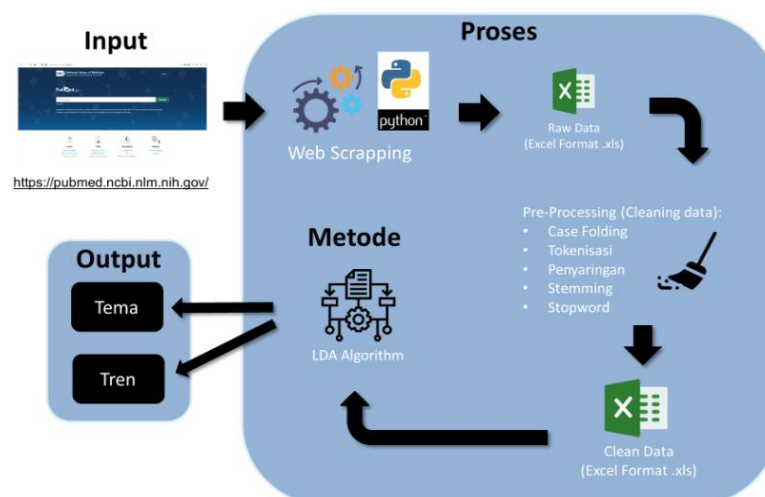 Input
Proses
PubMed
python
Web Scrapping
Raw Data
(Excel Format .xls)
https://pubmed.ncbi.nlm.nih.gov/
Pre-Processing (Cleaning data):
• Case Folding
• Tokenisasi
• Penyaringan
• Stemming
• Stopword
Metode
LDA Algorithm
Output
Tema
Tren
Clean Data
(Excel Format .xls)